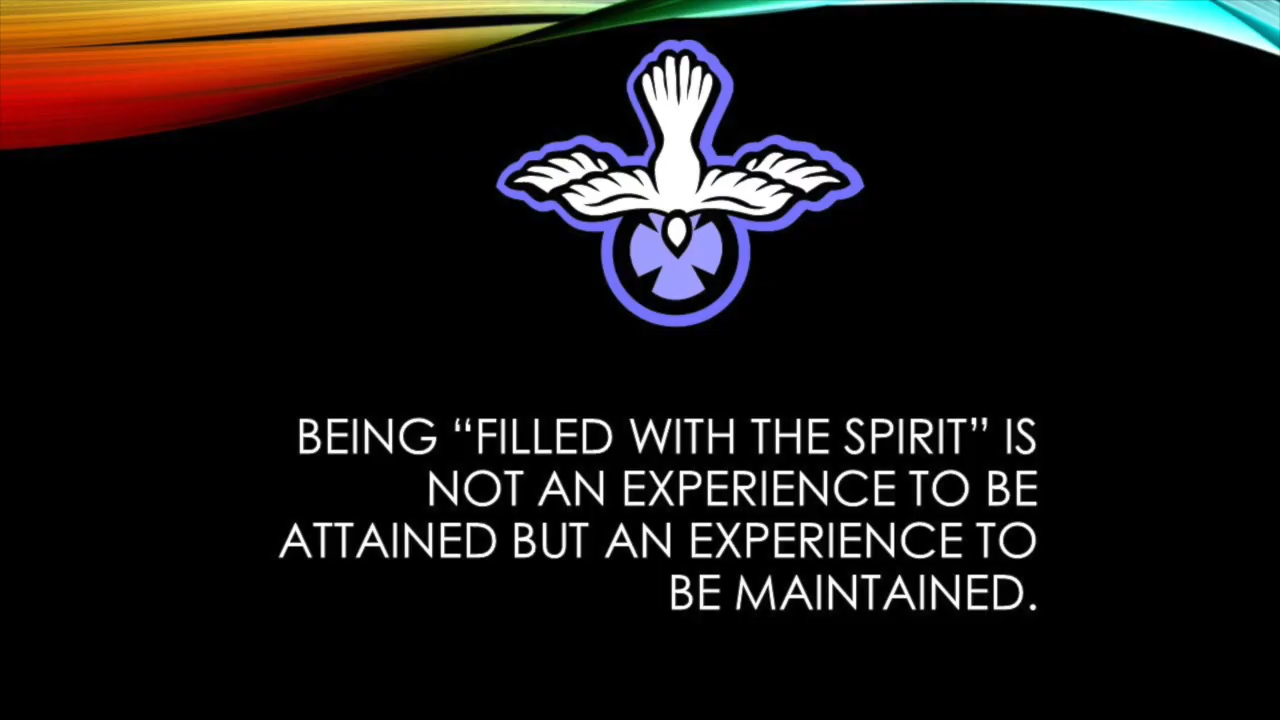 BEING “FILLED WITH THE SPIRIT” IS
NOT AN EXPERIENCE TO BE
ATTAINED BUT AN EXPERIENCE TO
BE MAINTAINED.